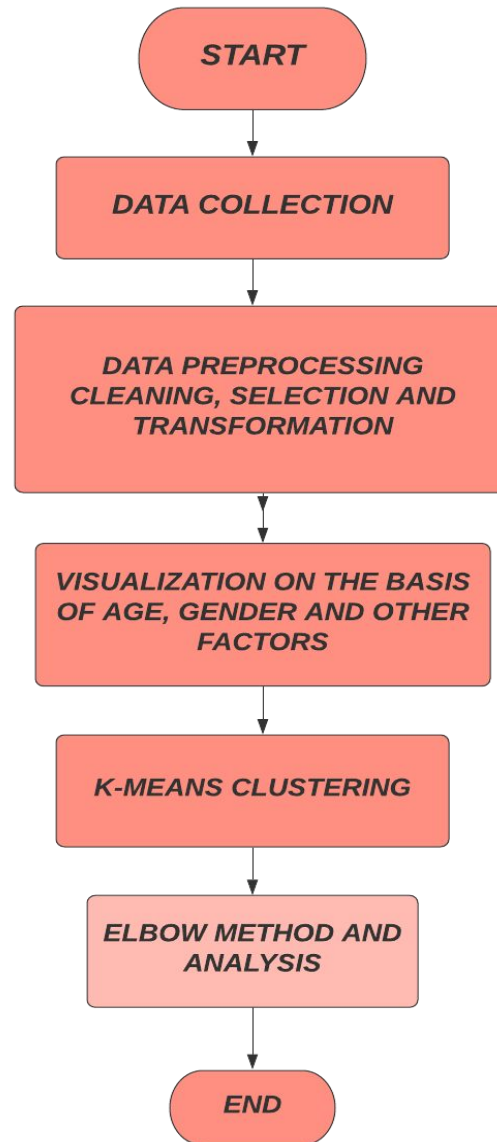 START
DATA COLLECTION
DATA PREPROCESSING
CLEANING, SELECTION AND
TRANSFORMATION
VISUALIZATION ON THE BASIS
OF AGE, GENDER AND OTHER
FACTORS
K-MEANS CLUSTERING
ELBOW METHOD AND
ANALYSIS
END